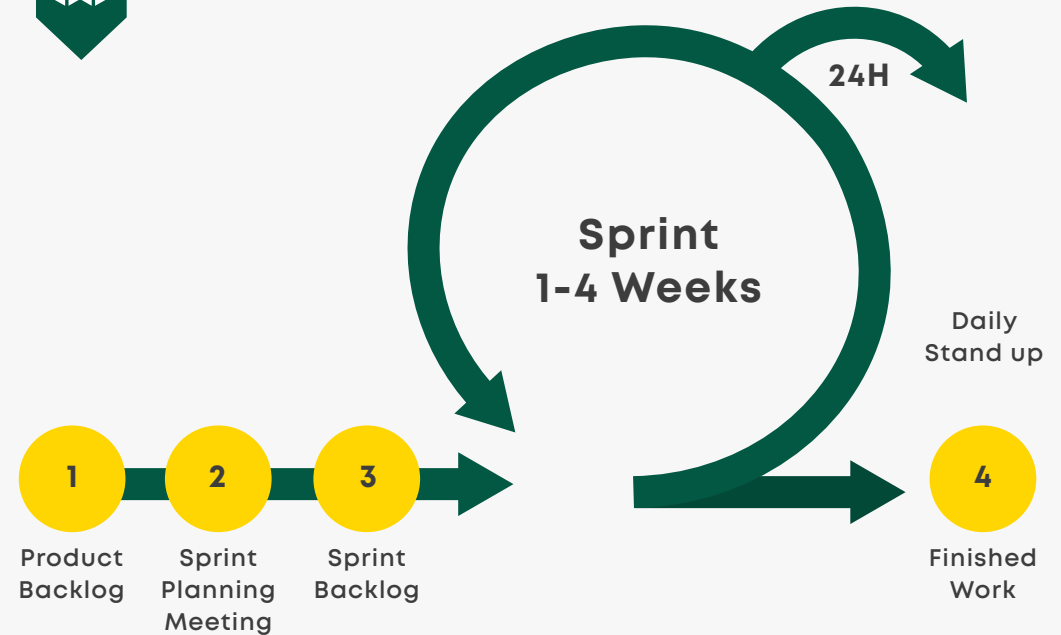 24H
Sprint
1-4 Weeks
Daily
Stand up
1
2
3
4
Product
Backlog
Sprint
Planning
Meeting
Sprint
Backlog
Finished
Work